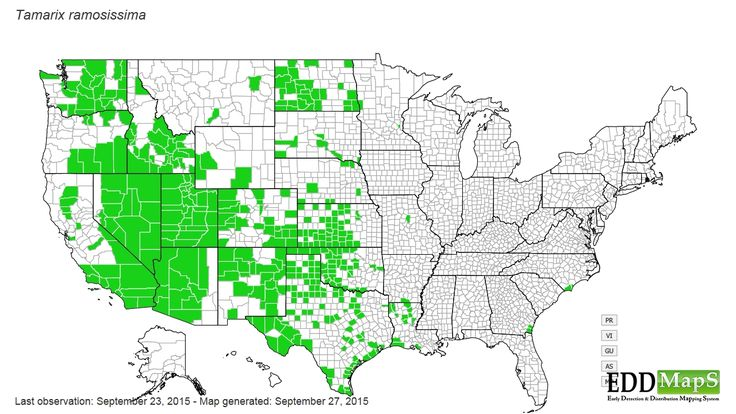 Tamarix ramosissima
PR
VI
GU
AS
EDDMapS
Early Detection & Distribution Mapping System
Last observation: September 23, 2015 - Map generated: September 27, 2015